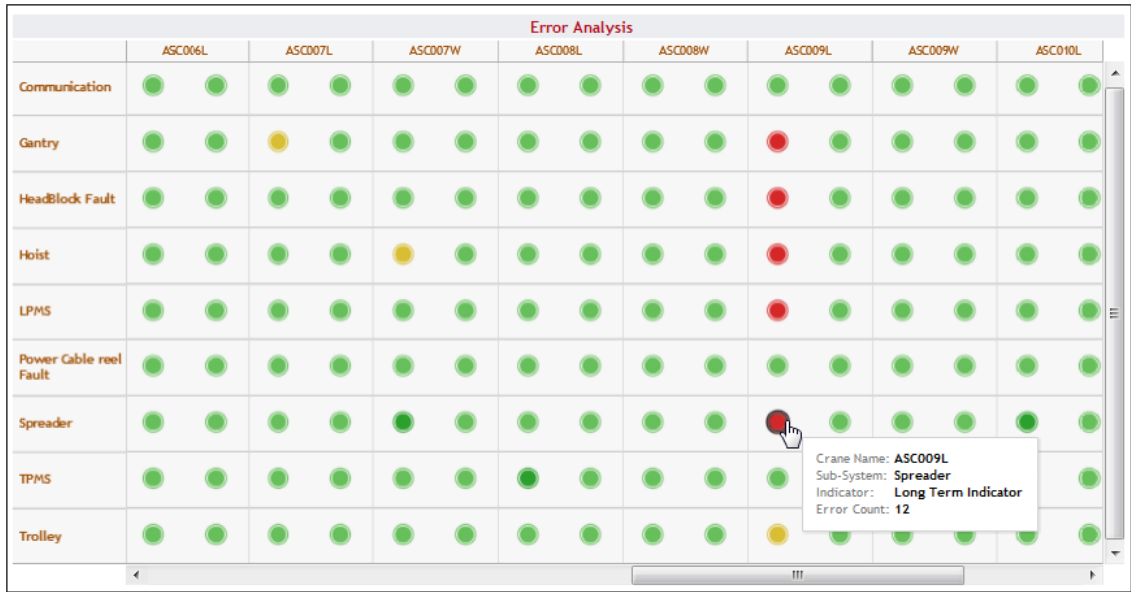 Error Analysis
ASC006L ASC007L ASC007W ASC008L ASC008W ASC009L ASC009W ASC010L
Communication
Gantry
HeadBlock Fault
Hoist
LPMS
Power Cable reel
Fault
Spreader
Crane Name: ASC009L
Sub-System: Spreader
Indicator: Long Term Indicator
Error Count: 12
TPMS
Trolley